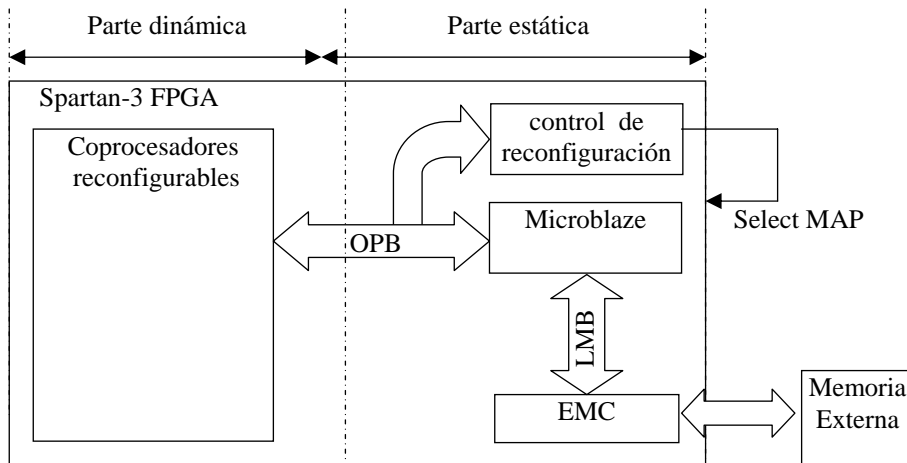 Parte dinámica
Parte estática
Spartan-3 FPGA
Coprocesadores
reconfigurables
control de
reconfiguración
Select MAP
Microblaze
OPB
LMB
EMC
Memoria
Externa